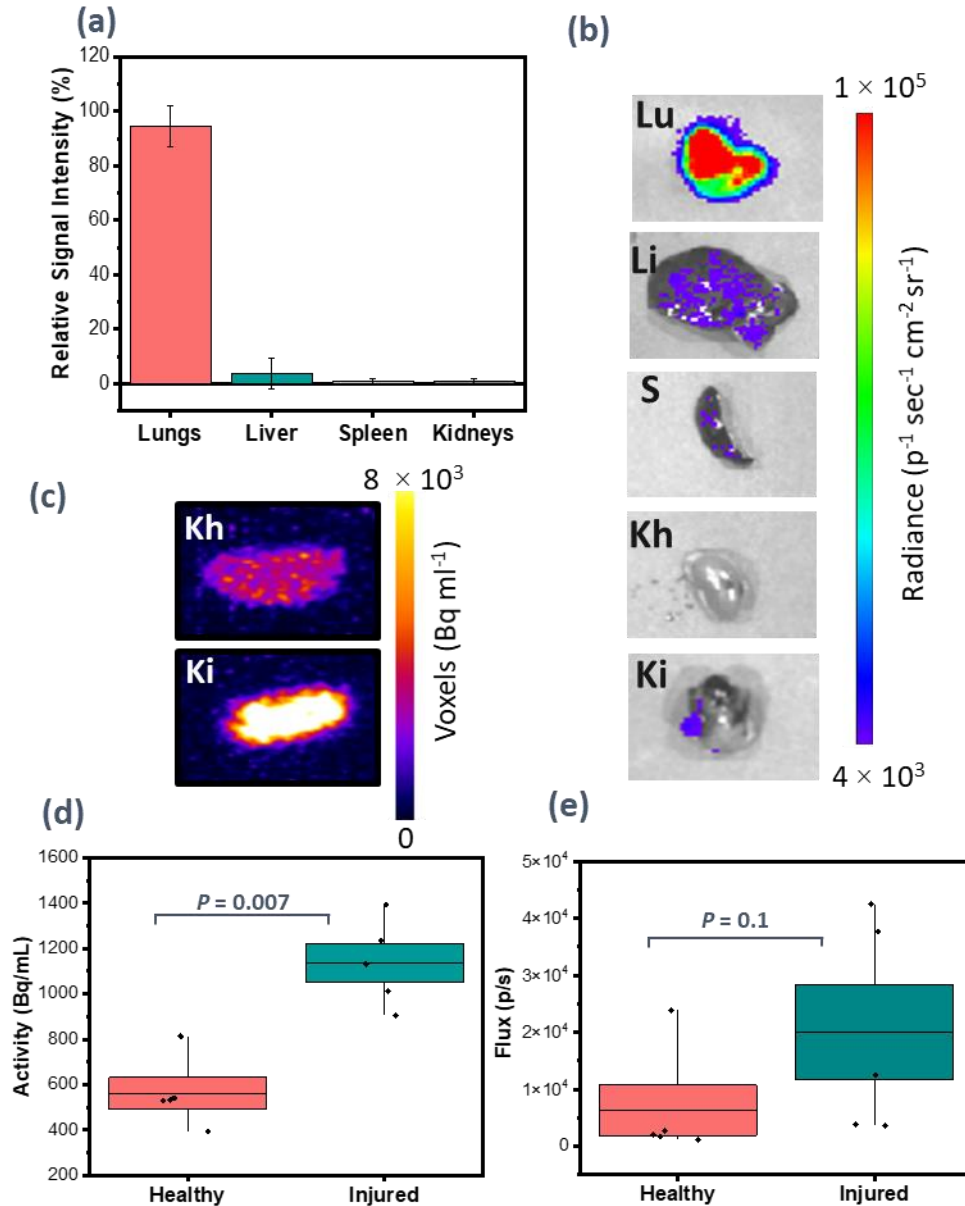 (a)
120
100
80
60
40
20
0
Relative Signal Intensity (%)
Lungs Liver Spleen Kidneys
(b)
Lu
Li
S
Kh
Ki
1 × 10⁵
Radiance (p⁻¹ sec⁻¹ cm⁻² sr⁻¹)
4 × 10³
(c)
Kh
Ki
8 × 10³
Voxels (Bq ml⁻¹)
0
(d)
1600
1400
1200
1000
800
600
400
200
Activity (Bq/mL)
P = 0.007
Healthy Injured
(e)
5×10⁴
4×10⁴
3×10⁴
2×10⁴
1×10⁴
0
Flux (p/s)
P = 0.1
Healthy Injured